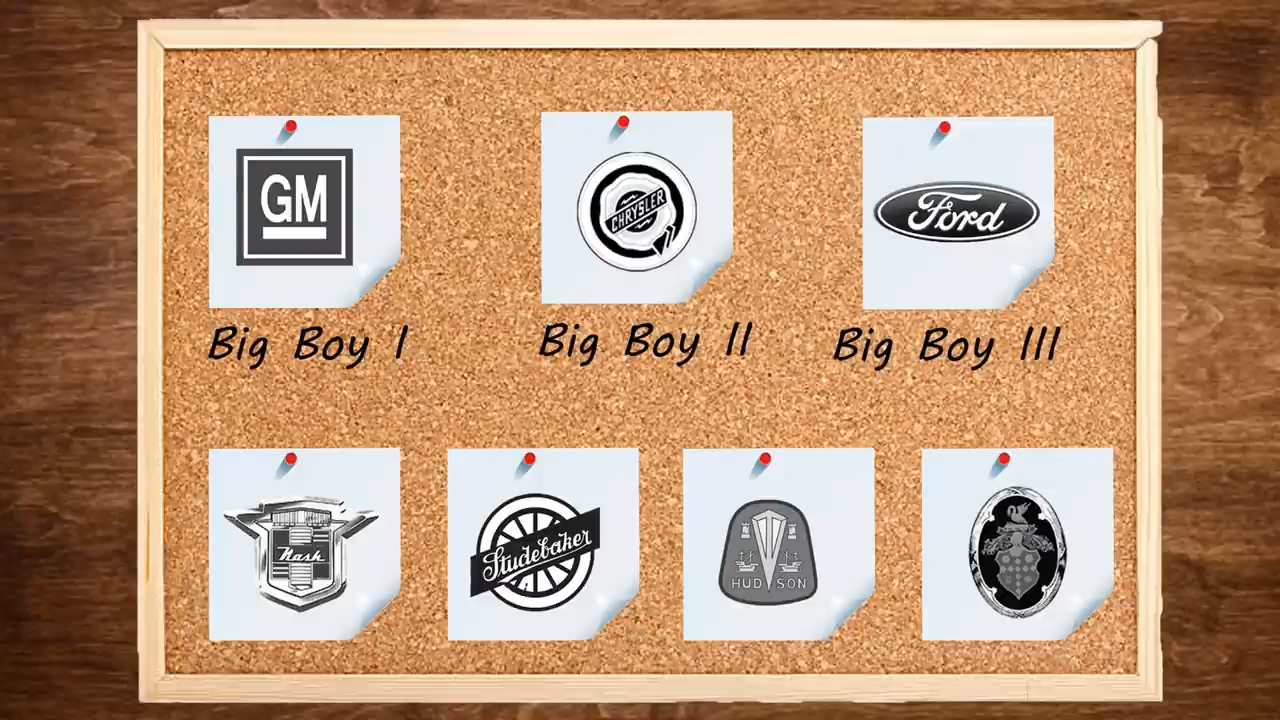 GM
CHRYSLER
Ford
Big Boy I
Big Boy II
Big Boy III
Nash
Studebaker
HUDSON